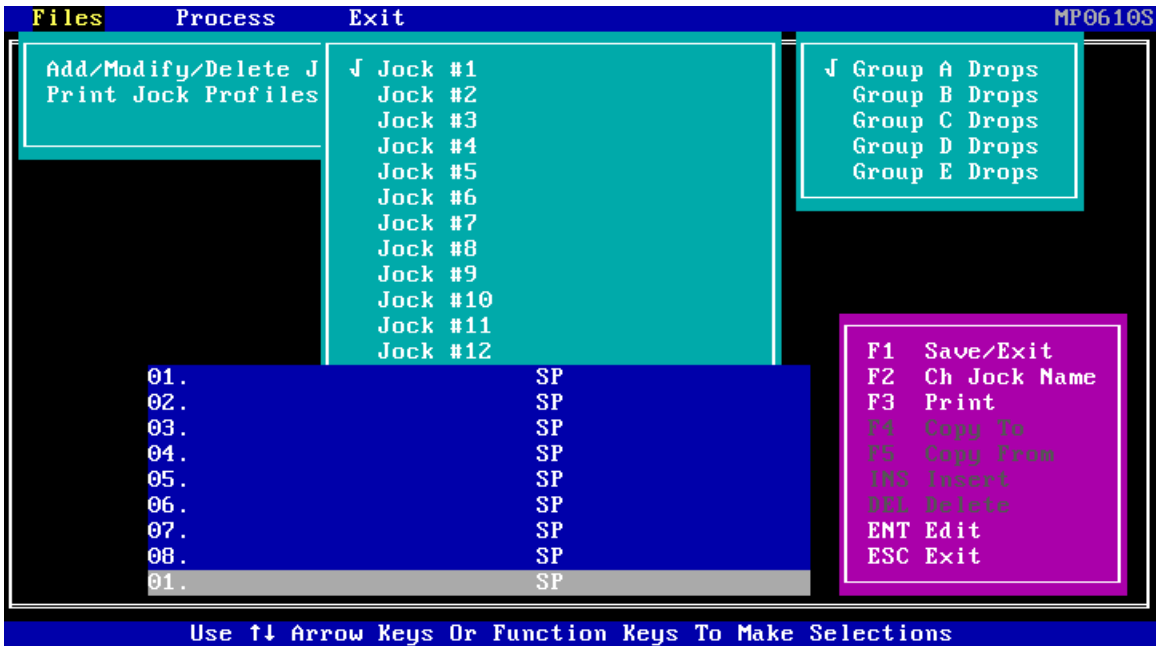 Files Process Exit MP0610S
Add/Modify/Delete J
Print Jock Profiles
√ Jock #1
Jock #2
Jock #3
Jock #4
Jock #5
Jock #6
Jock #7
Jock #8
Jock #9
Jock #10
Jock #11
Jock #12
√ Group A Drops
Group B Drops
Group C Drops
Group D Drops
Group E Drops
01. SP
02. SP
03. SP
04. SP
05. SP
06. SP
07. SP
08. SP
01. SP
F1 Save/Exit
F2 Ch Jock Name
F3 Print
F4 Copy To
F5 Copy From
INS Insert
DEL Delete
ENT Edit
ESC Exit
Use ↑↓ Arrow Keys Or Function Keys To Make Selections